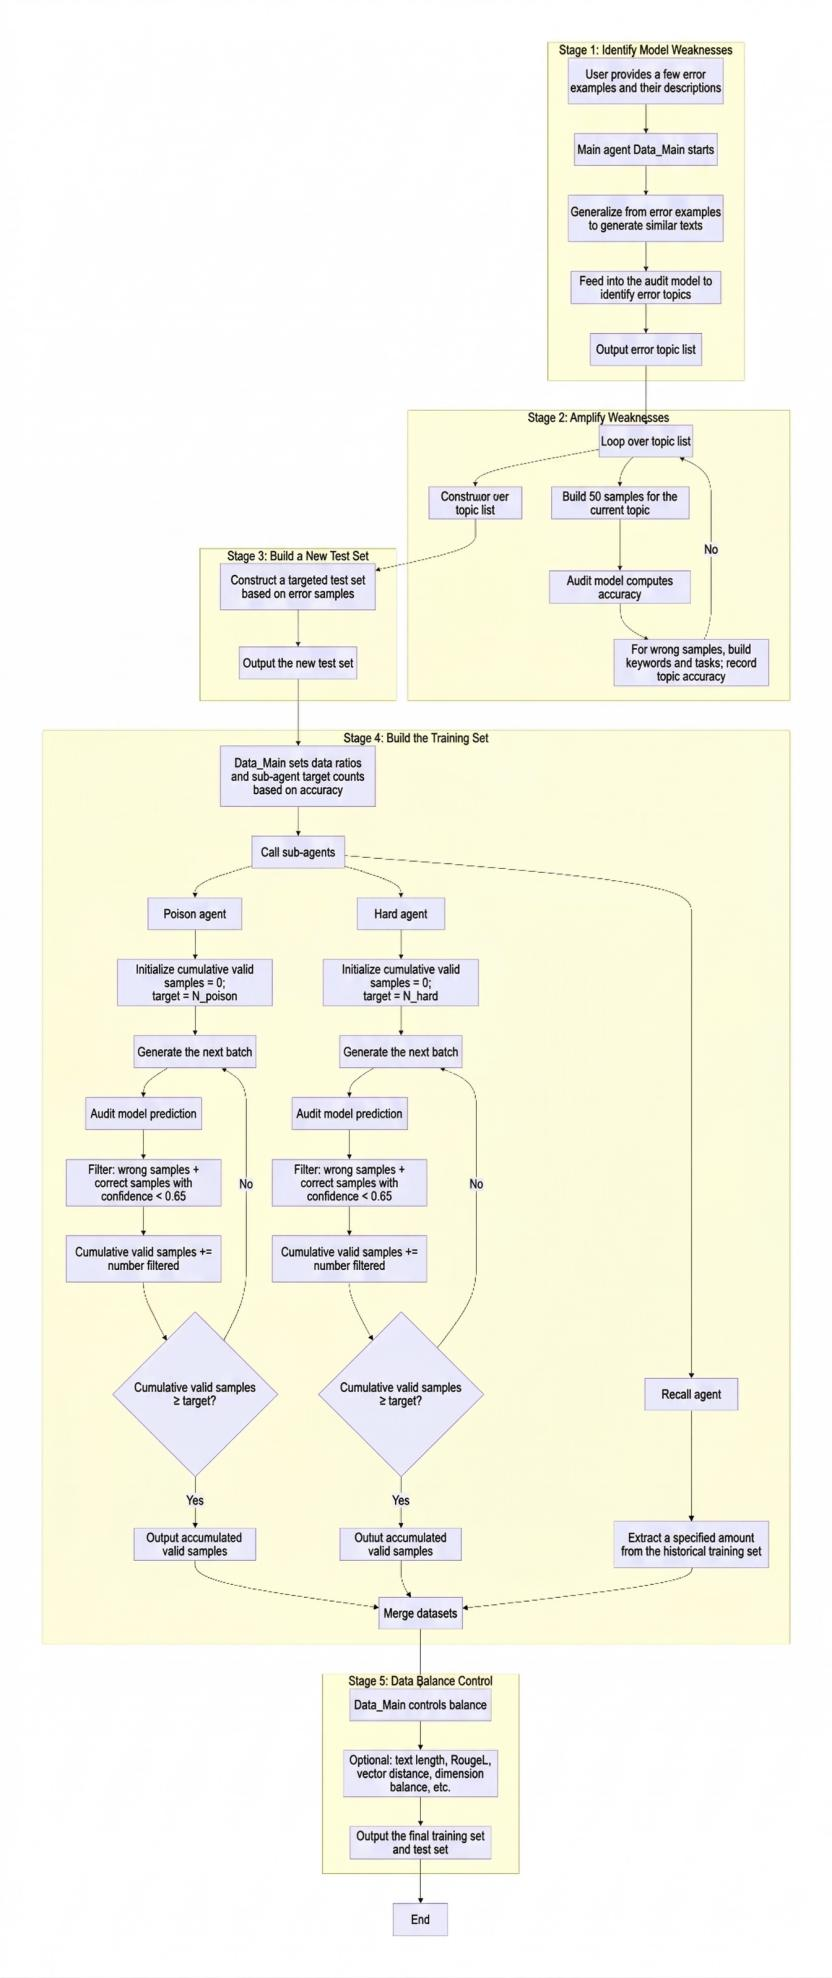 Stage 1: Identify Model Weaknesses
User provides a few error
examples and their descriptions
Main agent Data_Main starts
Generalize from error examples
to generate similar texts
Feed into the audit model to
identify error topics
Output error topic list
Stage 2: Amplify Weaknesses
Loop over topic list
topic list
Build 50 samples for the
current topic
No
Audit model computes
accuracy
For wrong samples, build
keywords and tasks; record
topic accuracy
Stage 3: Build a New Test Set
Construct a targeted test set
based on error samples
Output the new test set
Stage 4: Build the Training Set
Data_Main sets data ratios
and sub-agent target counts
based on accuracy
Call sub-agents
Poison agent
Initialize cumulative valid
samples = 0;
target = N_poison
Generate the next batch
Audit model prediction
Filter: wrong samples +
correct samples with
confidence < 0.65
No
Cumulative valid samples +=
number filtered
Cumulative valid samples
≥ target?
Yes
Output accumulated
valid samples
Hard agent
Initialize cumulative valid
samples = 0;
target = N_hard
Generate the next batch
Audit model prediction
Filter: wrong samples +
correct samples with
confidence < 0.65
No
Cumulative valid samples +=
number filtered
Cumulative valid samples
≥ target?
Yes
accumulated
valid samples
Recall agent
Extract a specified amount
from the historical training set
Merge datasets
Stage 5: Data Balance Control
Data_Main controls balance
Optional: text length, RougeL,
vector distance, dimension
balance, etc.
Output the final training set
and test set
End